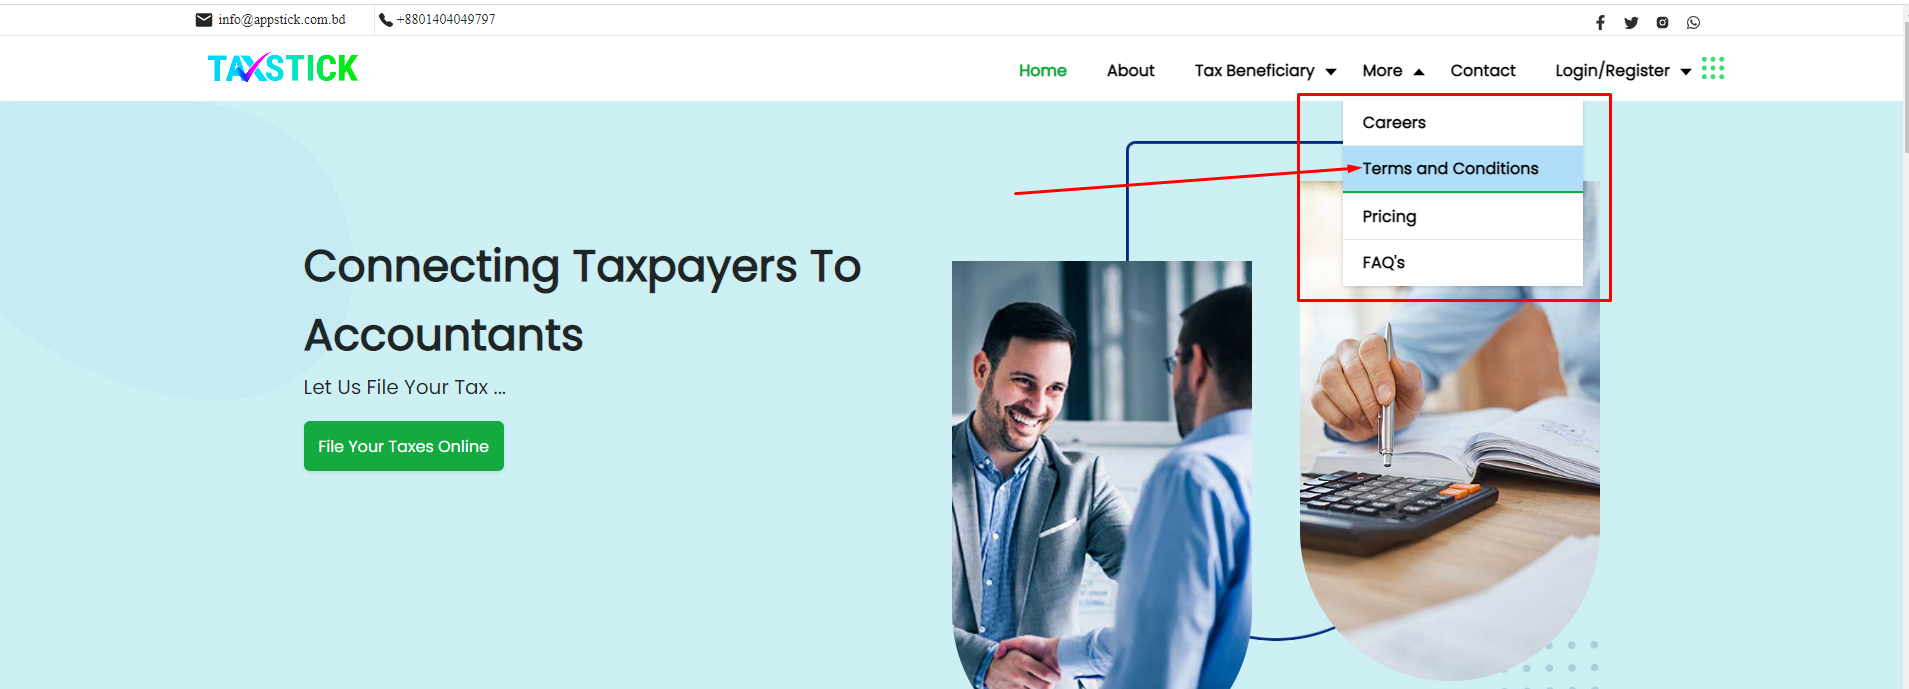 info@appstick.com.bd +8801404049797
TAXSTICK
Home About Tax Beneficiary More Contact Login/Register
Careers
Terms and Conditions
Pricing
FAQ's
Connecting Taxpayers To
Accountants
Let Us File Your Tax ...
File Your Taxes Online